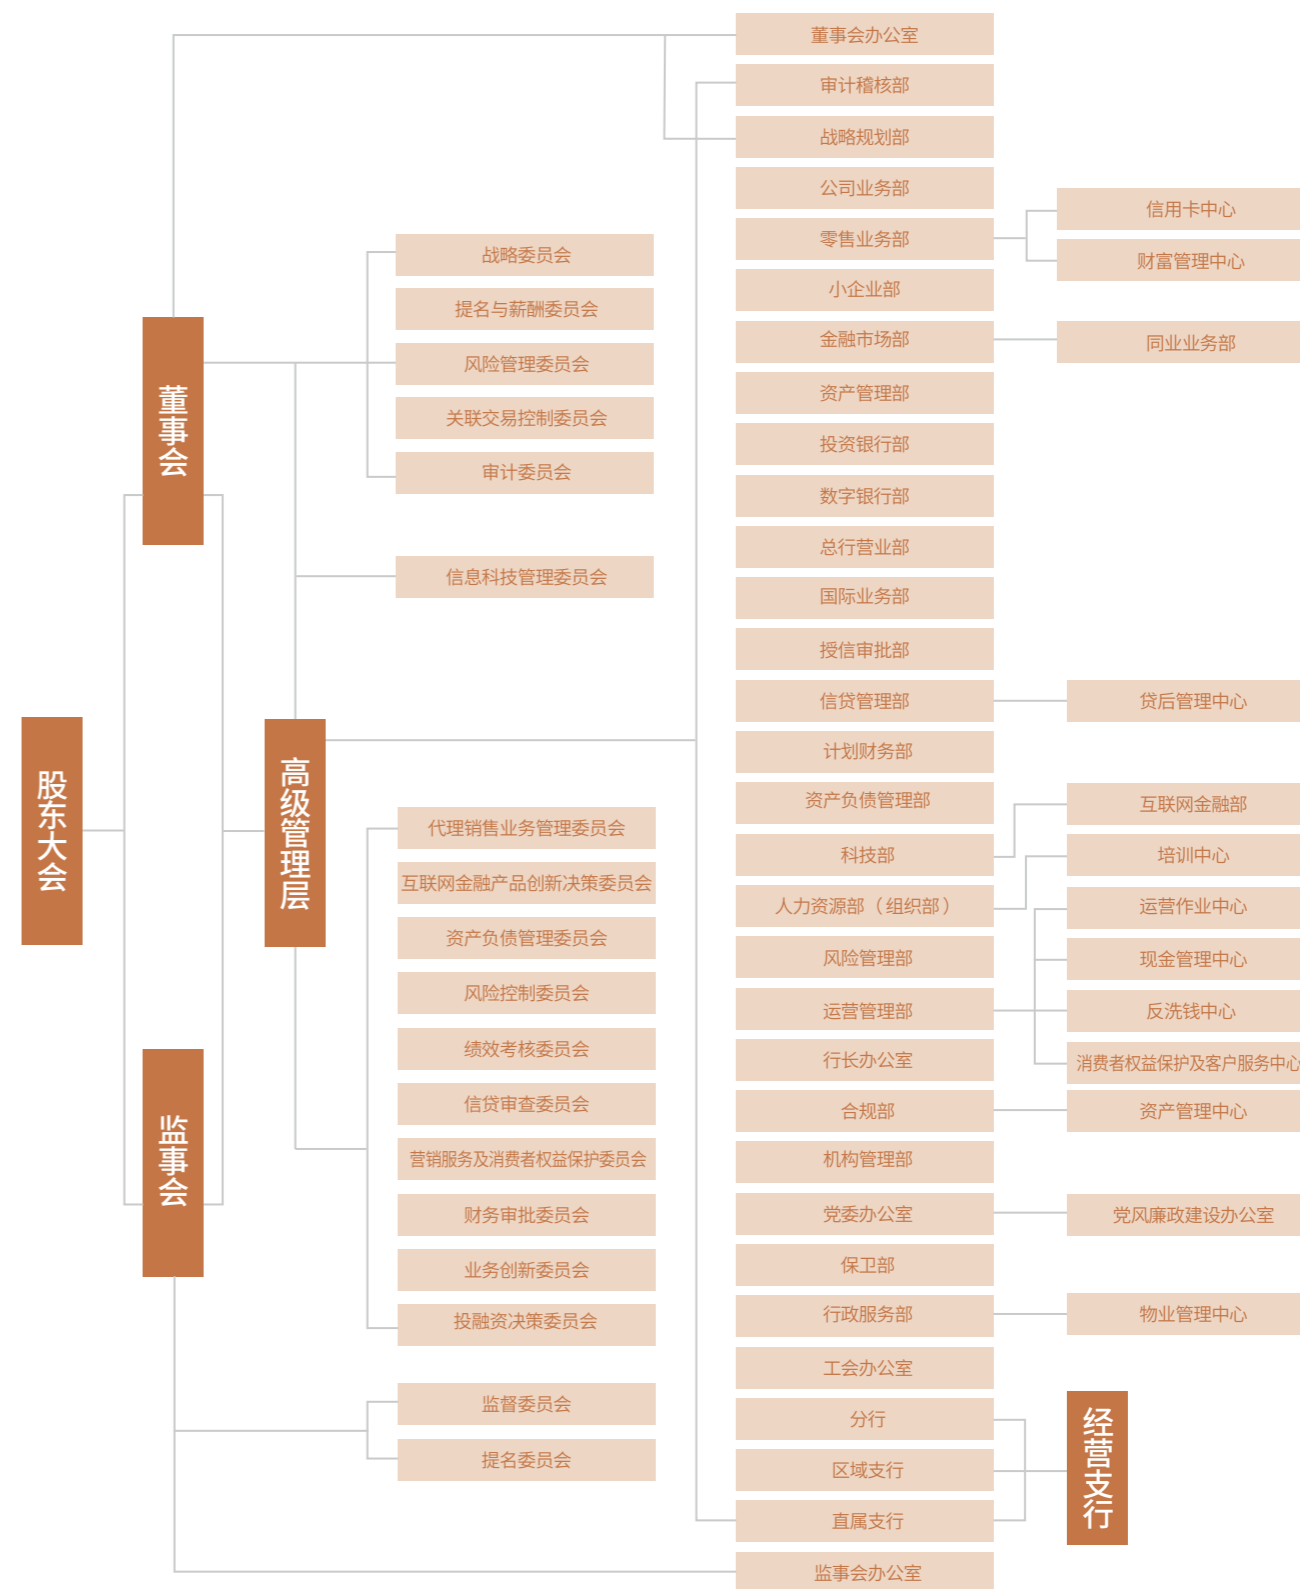 股东大会
董事会
监事会
高级管理层
战略委员会
提名与薪酬委员会
风险管理委员会
关联交易控制委员会
审计委员会
信息科技管理委员会
代理销售业务管理委员会
互联网金融产品创新决策委员会
资产负债管理委员会
风险控制委员会
绩效考核委员会
信贷审查委员会
营销服务及消费者权益保护委员会
财务审批委员会
业务创新委员会
投融资决策委员会
监督委员会
提名委员会
董事会办公室
审计稽核部
战略规划部
公司业务部
零售业务部
小企业部
金融市场部
资产管理部
投资银行部
数字银行部
总行营业部
国际业务部
授信审批部
信贷管理部
计划财务部
资产负债管理部
科技部
人力资源部（组织部）
风险管理部
运营管理部
行长办公室
合规部
机构管理部
党委办公室
保卫部
行政服务部
工会办公室
分行
区域支行
直属支行
监事会办公室
信用卡中心
财富管理中心
同业业务部
贷后管理中心
互联网金融部
培训中心
运营作业中心
现金管理中心
反洗钱中心
消费者权益保护及客户服务中心
资产管理中心
党风廉政建设办公室
物业管理中心
经营支行